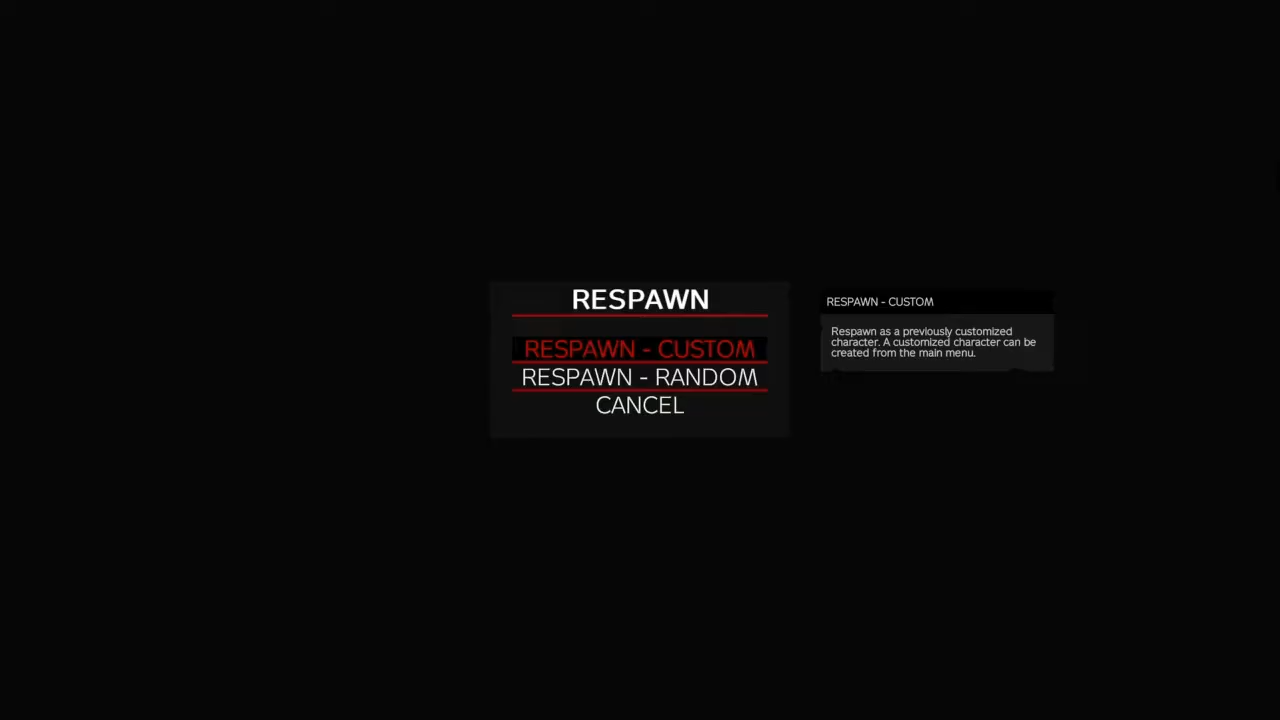 RESPAWN
RESPAWN - CUSTOM
RESPAWN - RANDOM
CANCEL
RESPAWN - CUSTOM
Respawn as a previously customized
character. A customized character can be
created from the main menu.